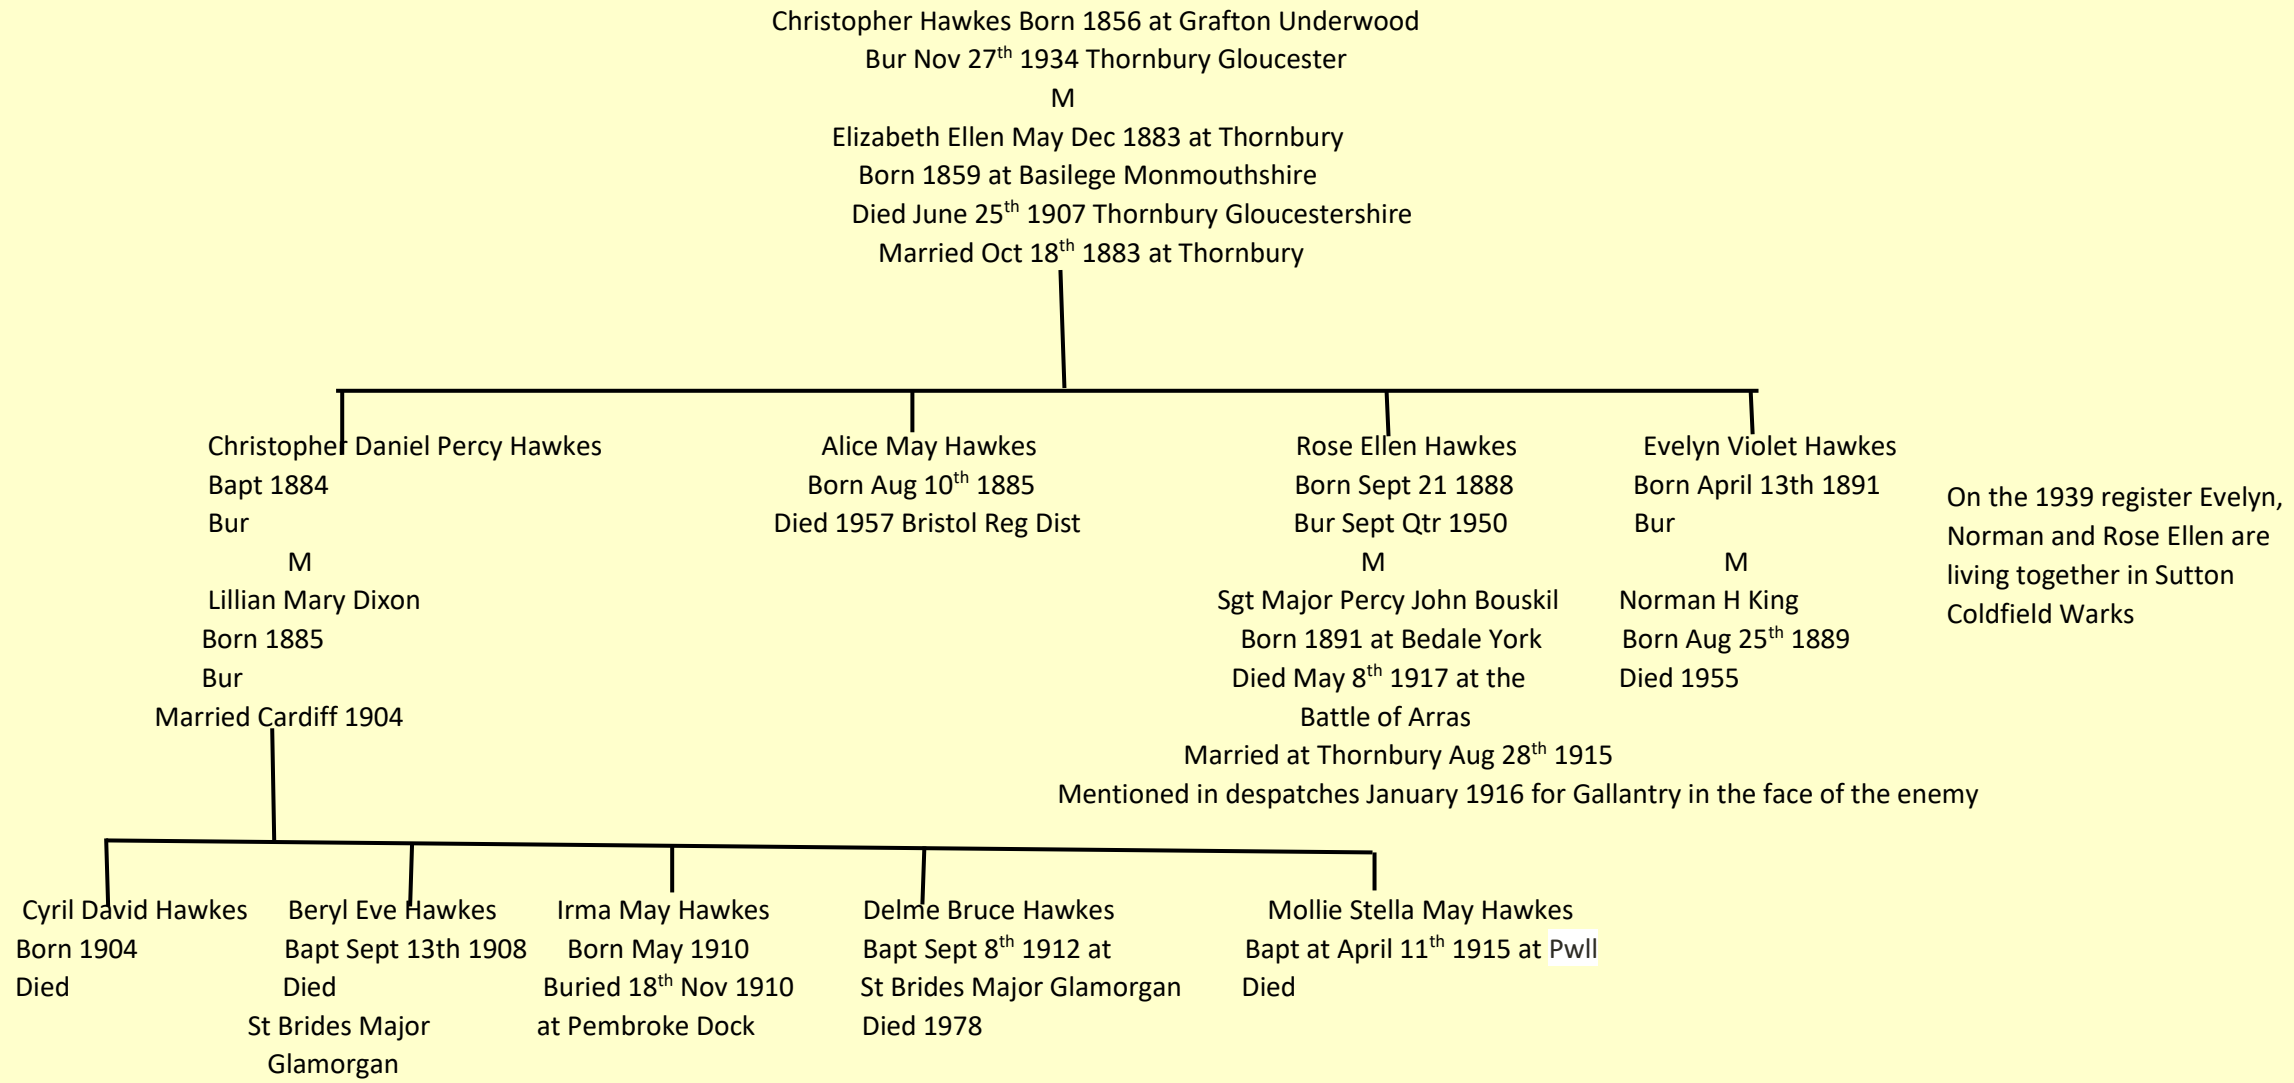 Christopher Hawkes Born 1856 at Grafton Underwood
Bur Nov 27th 1934 Thornbury Gloucester
M
Elizabeth Ellen May Dec 1883 at Thornbury
Born 1859 at Basilege Monmouthshire
Died June 25th 1907 Thornbury Gloucestershire
Married Oct 18th 1883 at Thornbury
Christopher Daniel Percy Hawkes
Bapt 1884
Bur
M
Lillian Mary Dixon
Born 1885
Bur
Married Cardiff 1904
Alice May Hawkes
Born Aug 10th 1885
Died 1957 Bristol Reg Dist
Rose Ellen Hawkes
Born Sept 21 1888
Bur Sept Qtr 1950
M
Sgt Major Percy John Bouskil
Born 1891 at Bedale York
Died May 8th 1917 at the
Battle of Arras
Married at Thornbury Aug 28th 1915
Mentioned in despatches January 1916 for Gallantry in the face of the enemy
Evelyn Violet Hawkes
Born April 13th 1891
Bur
M
Norman H King
Born Aug 25th 1889
Died 1955
On the 1939 register Evelyn,
Norman and Rose Ellen are
living together in Sutton
Coldfield Warks
Cyril David Hawkes
Born 1904
Died
Beryl Eve Hawkes
Bapt Sept 13th 1908
Died
St Brides Major
Glamorgan
Irma May Hawkes
Born May 1910
Buried 18th Nov 1910
at Pembroke Dock
Delme Bruce Hawkes
Bapt Sept 8th 1912 at
St Brides Major Glamorgan
Died 1978
Mollie Stella May Hawkes
Bapt at April 11th 1915 at Pwll
Died